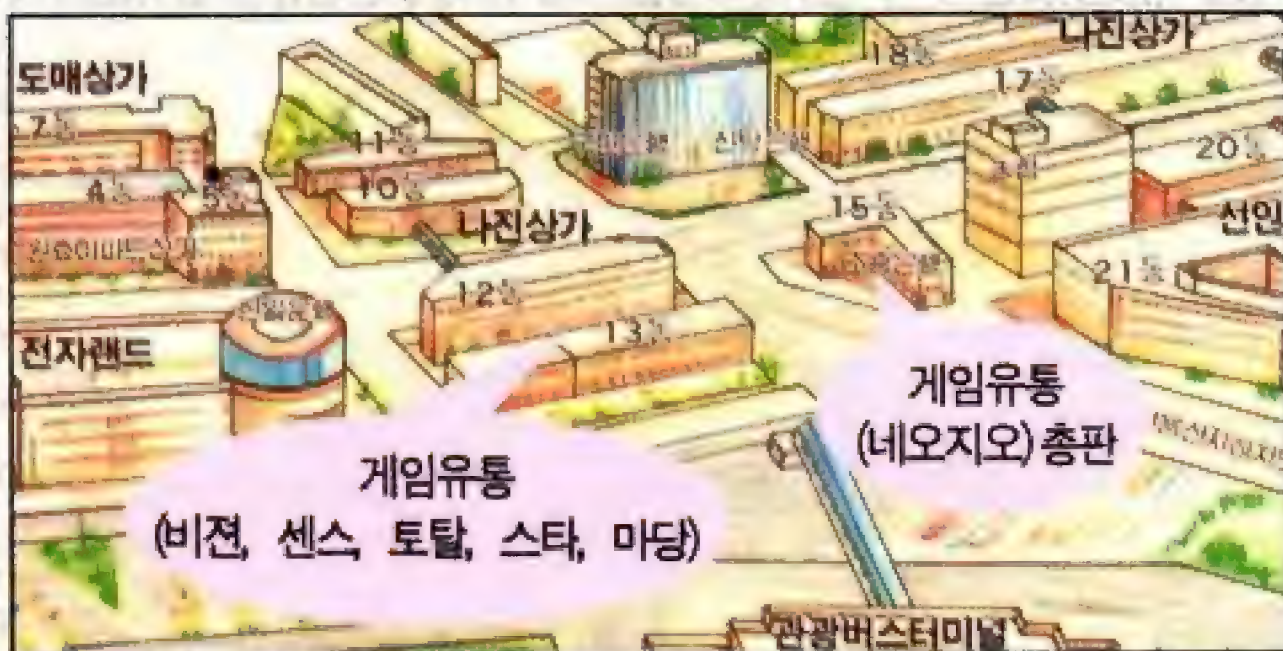 도매상가
나진상가
18동
17동
7동
11동
10동
4동
5동
20동
15동
나진상가
선인
21동
12동
13동
전자랜드
게임유통
(비젼, 센스, 토탈, 스타, 마당)
게임유통
(네오지오) 총판
관광버스터미널